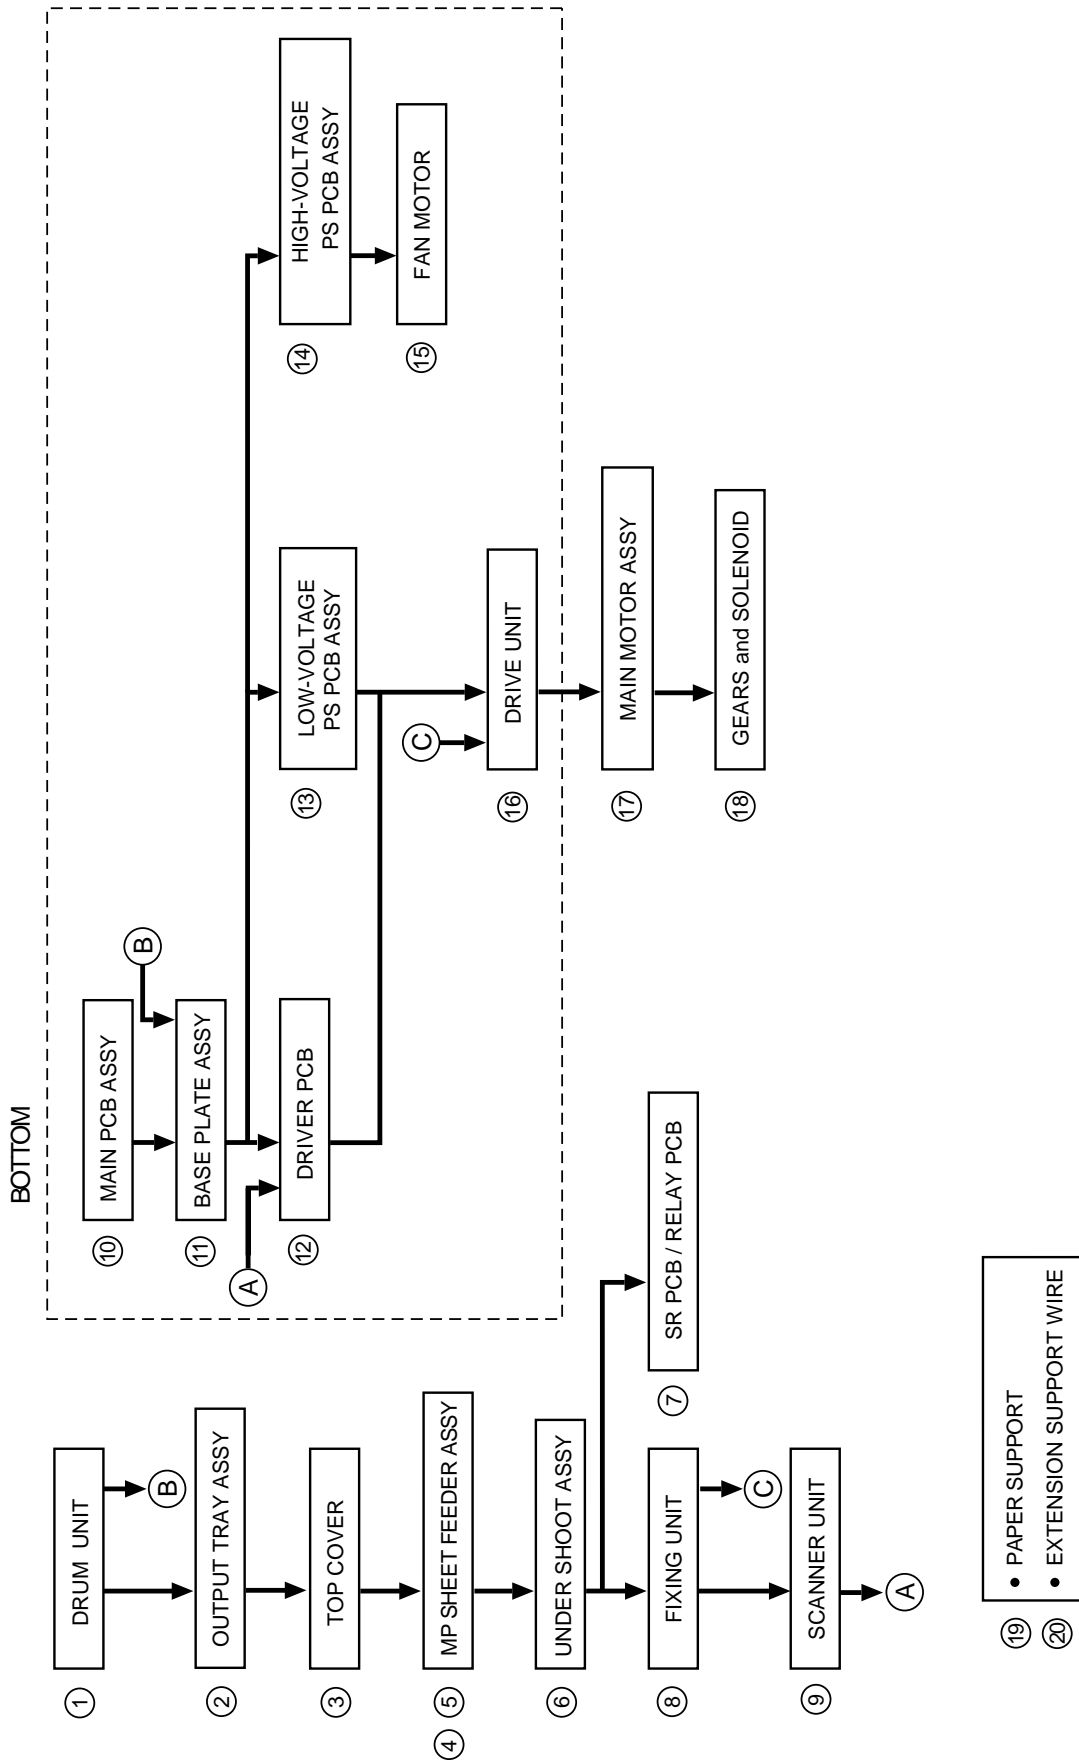 BOTTOM
① DRUM UNIT
B
② OUTPUT TRAY ASSY
③ TOP COVER
④ ⑤ MP SHEET FEEDER ASSY
⑥ UNDER SHOOT ASSY
⑦ SR PCB / RELAY PCB
⑧ FIXING UNIT
C
⑨ SCANNER UNIT
A
⑩ MAIN PCB ASSY
B
⑪ BASE PLATE ASSY
A
⑫ DRIVER PCB
⑬ LOW-VOLTAGE
PS PCB ASSY
⑭ HIGH-VOLTAGE
PS PCB ASSY
⑮ FAN MOTOR
C
⑯ DRIVE UNIT
⑰ MAIN MOTOR ASSY
⑱ GEARS and SOLENOID
⑲ • PAPER SUPPORT
⑳ • EXTENSION SUPPORT WIRE